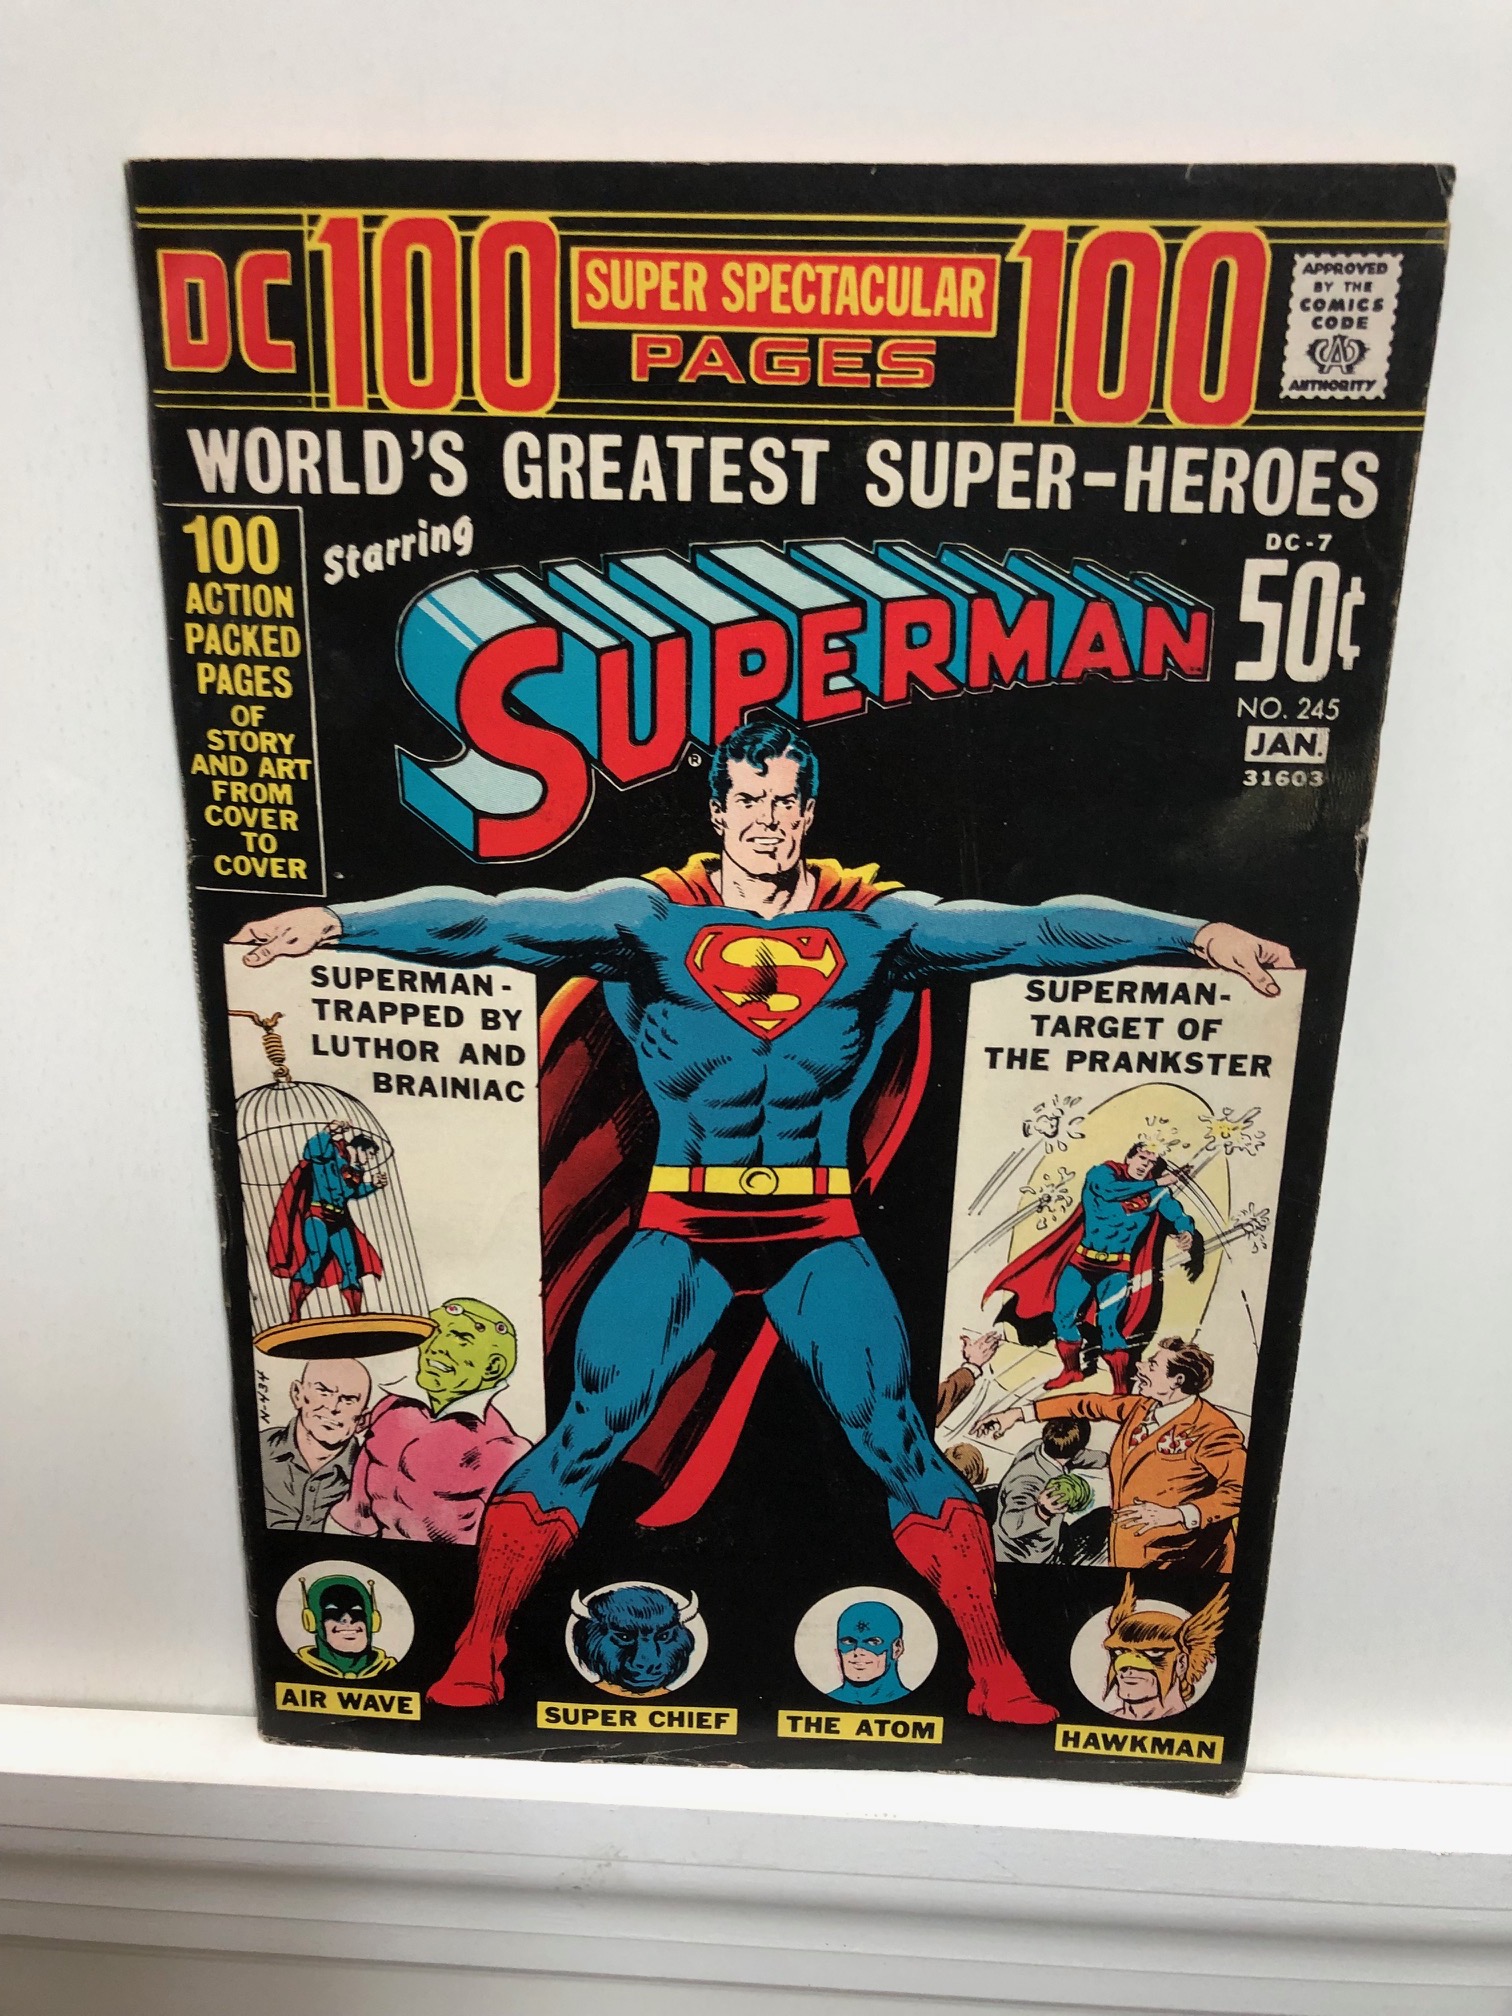 DC 100 SUPER SPECTACULAR PAGES 100
APPROVED
BY THE
COMICS
CODE
AUTHORITY
WORLD'S GREATEST SUPER-HEROES
100
ACTION
PACKED
PAGES
OF
STORY
AND ART
FROM
COVER
TO
COVER
Starring
SUPERMAN
®
DC-7
50¢
NO. 245
JAN.
31603
SUPERMAN-
TRAPPED BY
LUTHOR AND
BRAINIAC
SUPERMAN-
TARGET OF
THE PRANKSTER
S
N-434
AIR WAVE
SUPER CHIEF
THE ATOM
HAWKMAN